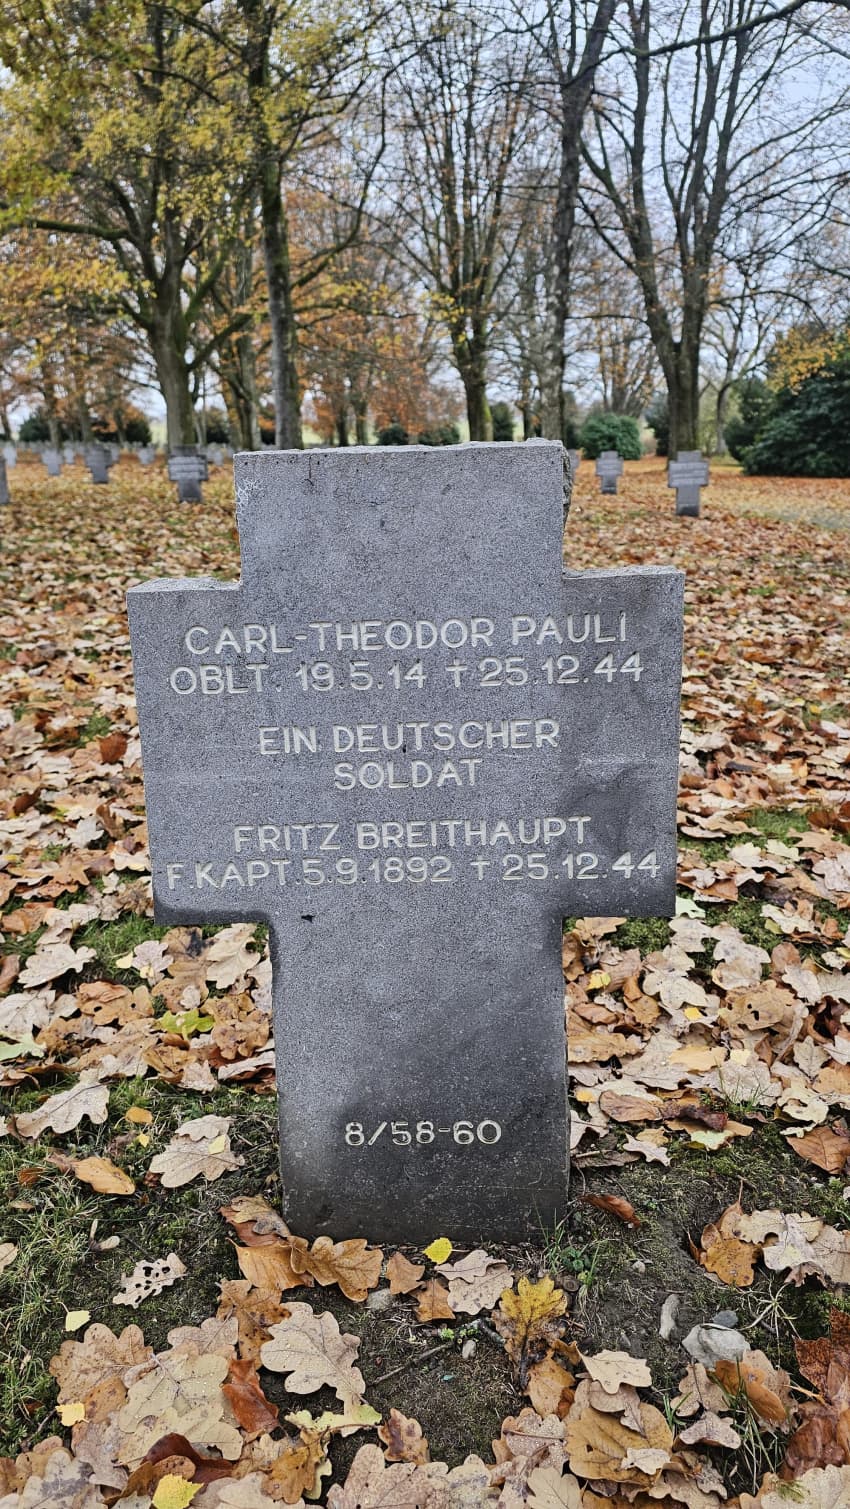 CARL-THEODOR PAULI
OBLT. 19.5.14 † 25.12.44
EIN DEUTSCHER
SOLDAT
FRITZ BREITHAUPT
F.KAPT.5.9.1892 † 25.12.44
8/58-60